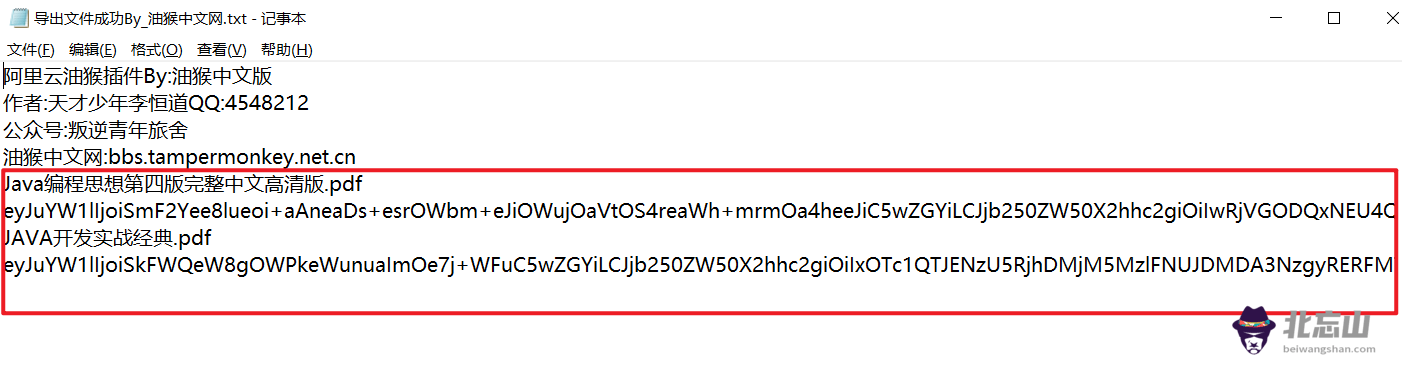 导出文件成功By_油猴中文网.txt - 记事本
文件(F) 编辑(E) 格式(O) 查看(V) 帮助(H)
阿里云油猴插件By:油猴中文版
作者:天才少年李恒道QQ:4548212
公众号:叛逆青年旅舍
油猴中文网:bbs.tampermonkey.net.cn
Java编程思想第四版完整中文高清版.pdf
eyJuYW1lIjoiSmF2Yee8lueoi+aAneaDs+esrOWbm+eJiOWujOaVtOS4reaWh+mrmOa4heeJiC5wZGYiLCJjb250ZW50X2hhc2giOiIwRjVGODQxNEU4Q
JAVA开发实战经典.pdf
eyJuYW1lIjoiSkFWQeW8gOWPkeWunuaImOe7j+WFuC5wZGYiLCJjb250ZW50X2hhc2giOiIxOTc1QTJENzU5RjhDMjM5MzlFNUJDMDA3NzgyRERFM
北忘山
beiwangshan.com